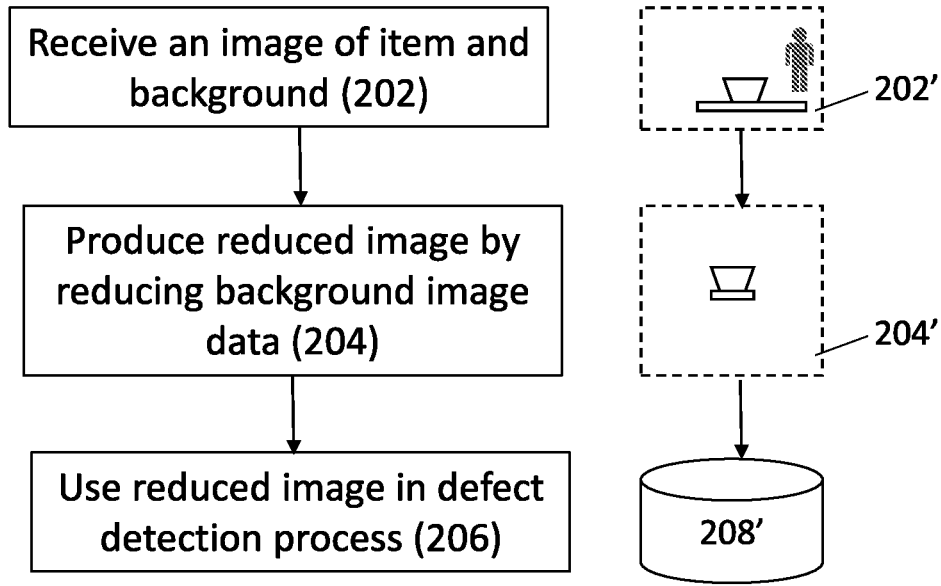 Receive an image of item and
background (202)
202’
Produce reduced image by
reducing background image
data (204)
204’
Use reduced image in defect
detection process (206)
208’